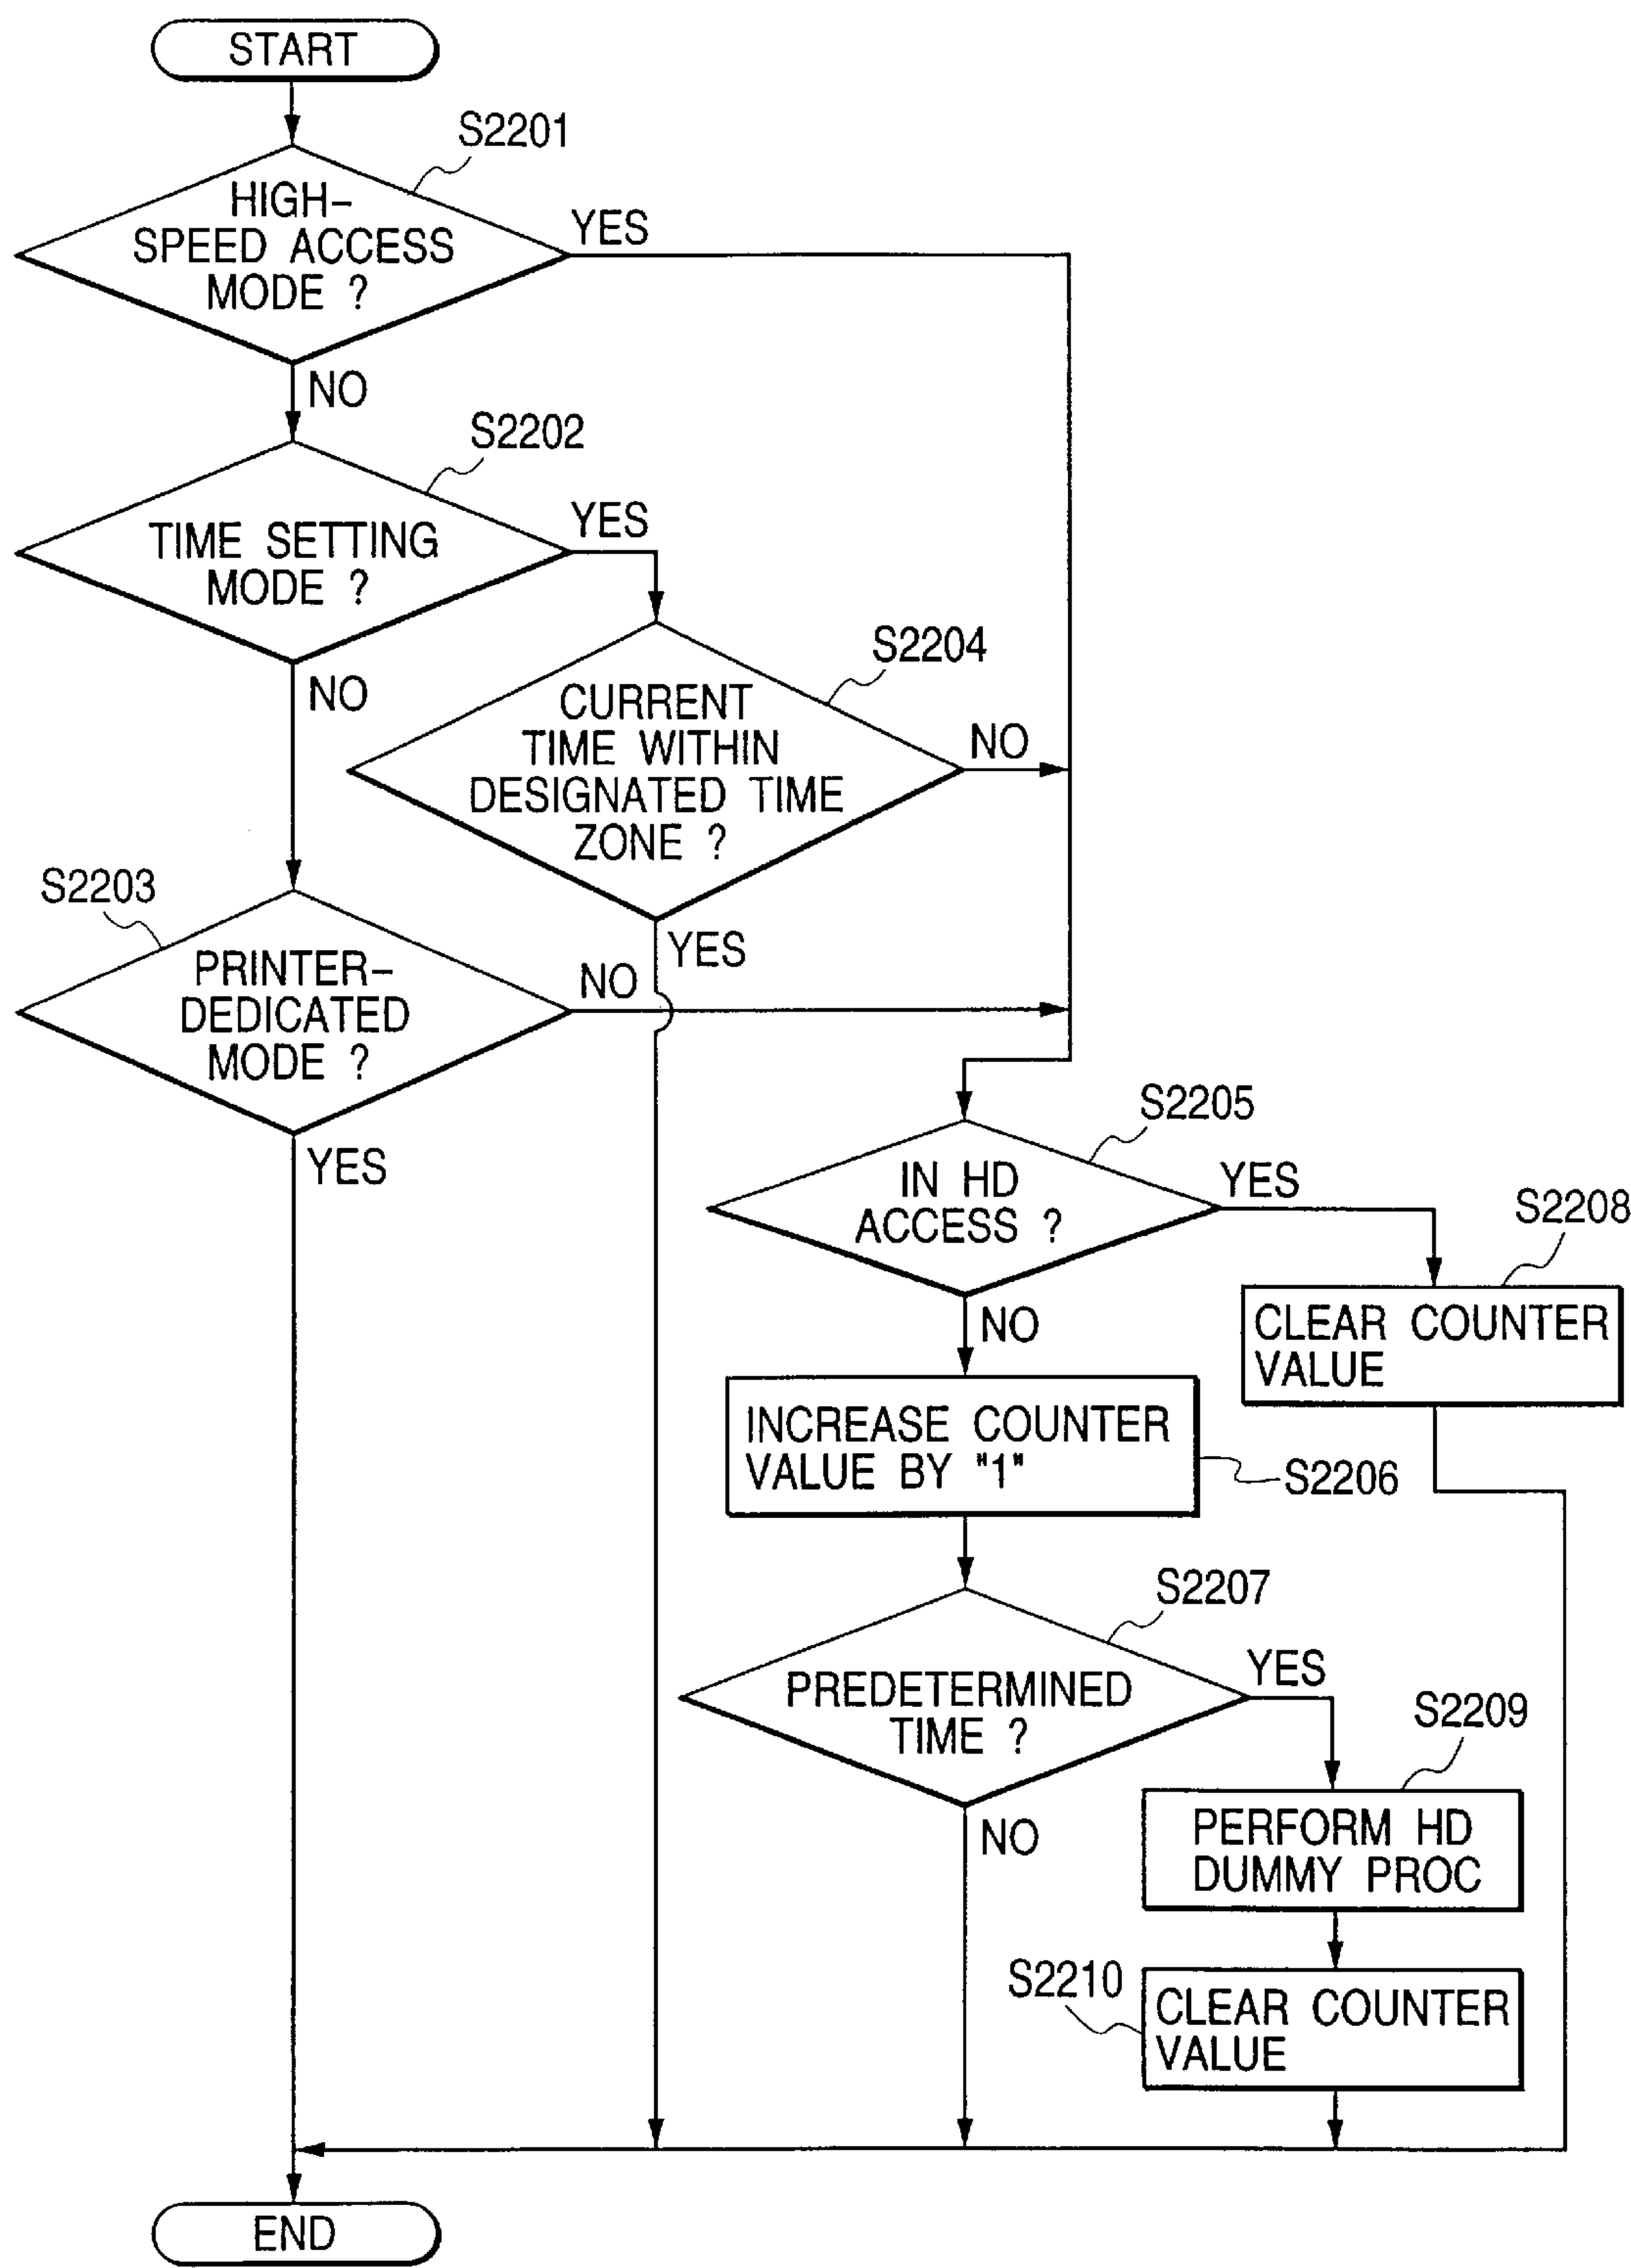 START
S2201
HIGH-
SPEED ACCESS
MODE ?
YES
NO
S2202
TIME SETTING
MODE ?
YES
NO
S2204
CURRENT
TIME WITHIN
DESIGNATED TIME
ZONE ?
NO
YES
S2203
PRINTER-
DEDICATED
MODE ?
NO
YES
S2205
IN HD
ACCESS ?
YES
NO
S2208
CLEAR COUNTER
VALUE
INCREASE COUNTER
VALUE BY "1"
S2206
S2207
PREDETERMINED
TIME ?
YES
NO
S2209
PERFORM HD
DUMMY PROC
S2210
CLEAR COUNTER
VALUE
END